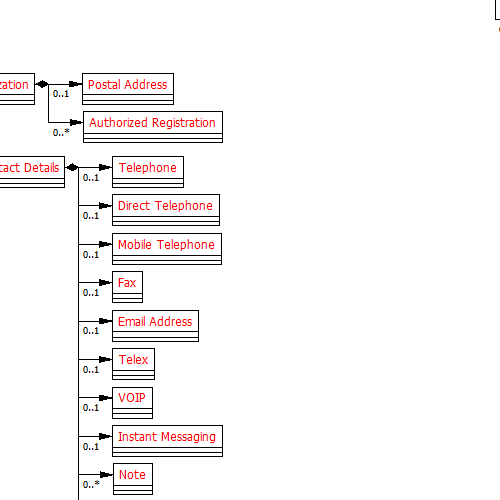 zation
Postal Address
0..1
Authorized Registration
0..*
tact Details
Telephone
0..1
Direct Telephone
0..1
Mobile Telephone
0..1
Fax
0..1
Email Address
0..1
Telex
0..1
VOIP
0..1
Instant Messaging
0..1
Note
0..*